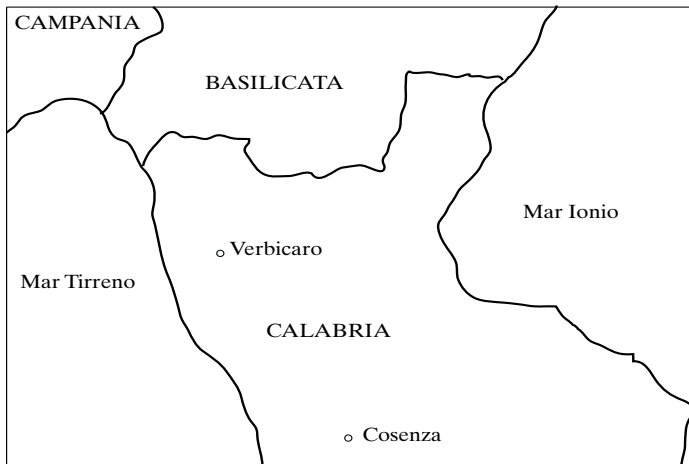 CAMPANIA
BASILICATA
Mar Ionio
Verbicaro
Mar Tirreno
CALABRIA
Cosenza